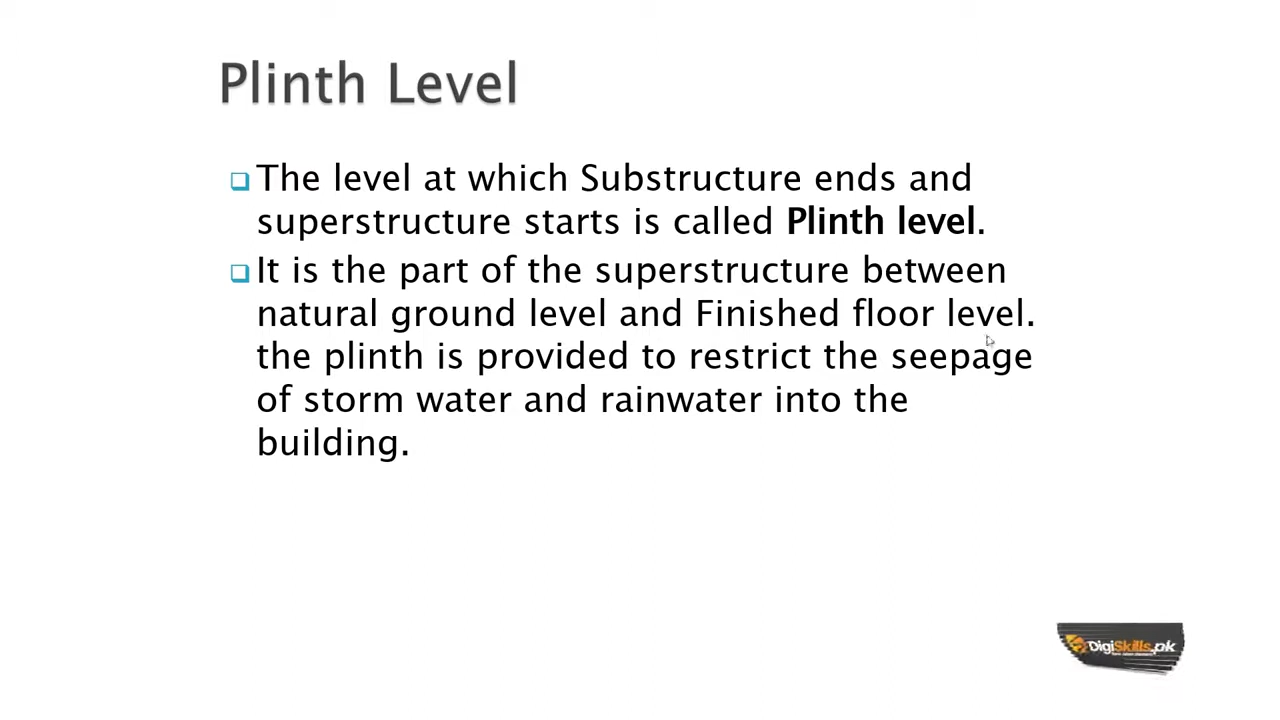 Plinth Level
The level at which Substructure ends and
superstructure starts is called Plinth level.
It is the part of the superstructure between
natural ground level and Finished floor level.
the plinth is provided to restrict the seepage
of storm water and rainwater into the
building.
DigiSkills.pk